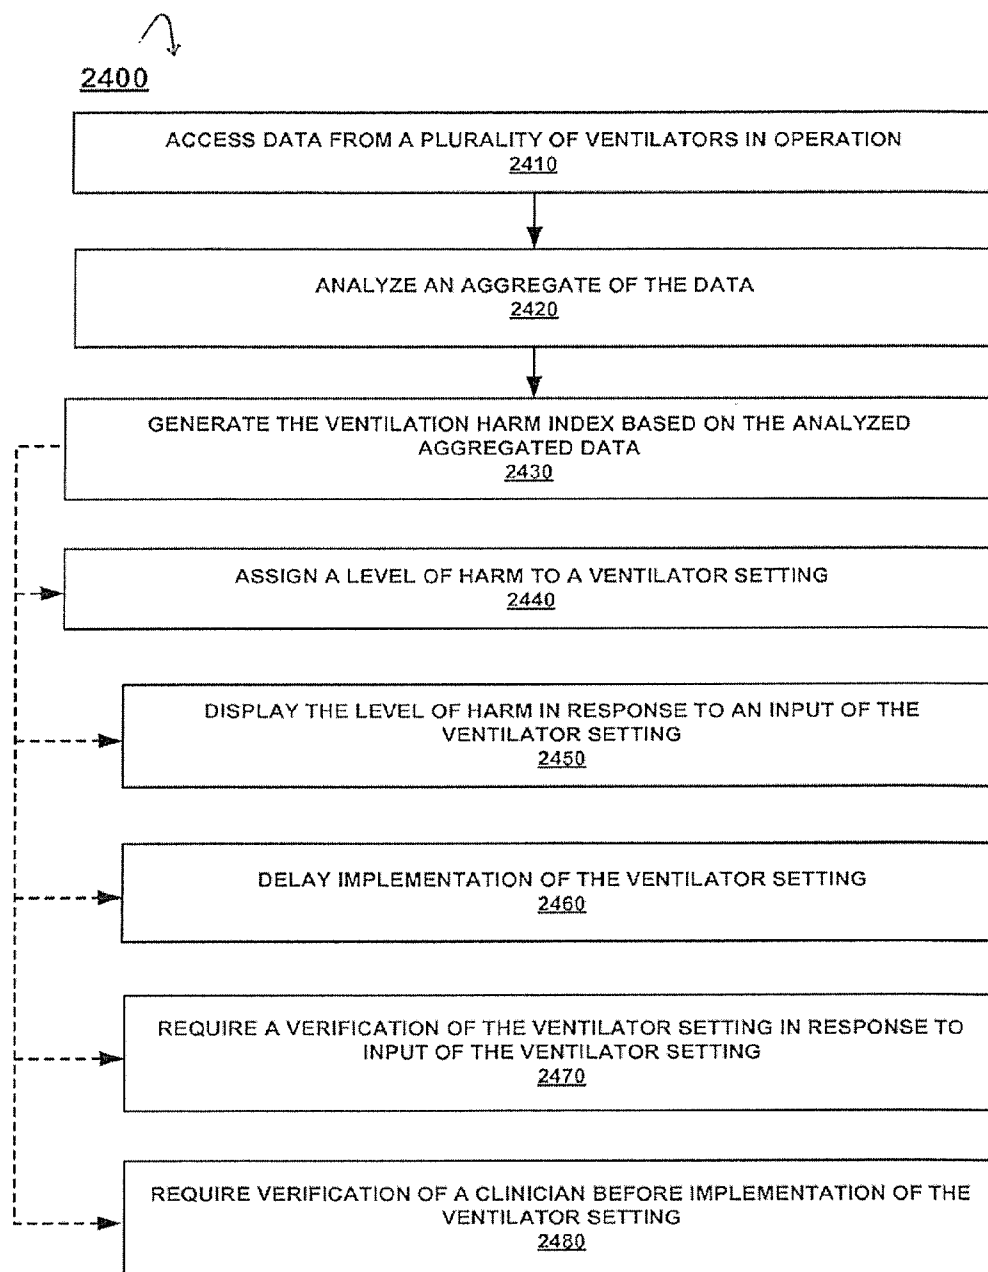 2400
ACCESS DATA FROM A PLURALITY OF VENTILATORS IN OPERATION
2410
ANALYZE AN AGGREGATE OF THE DATA
2420
GENERATE THE VENTILATION HARM INDEX BASED ON THE ANALYZED
AGGREGATED DATA
2430
ASSIGN A LEVEL OF HARM TO A VENTILATOR SETTING
2440
DISPLAY THE LEVEL OF HARM IN RESPONSE TO AN INPUT OF THE
VENTILATOR SETTING
2450
DELAY IMPLEMENTATION OF THE VENTILATOR SETTING
2460
REQUIRE A VERIFICATION OF THE VENTILATOR SETTING IN RESPONSE TO
INPUT OF THE VENTILATOR SETTING
2470
REQUIRE VERIFICATION OF A CLINICIAN BEFORE IMPLEMENTATION OF THE
VENTILATOR SETTING
2480